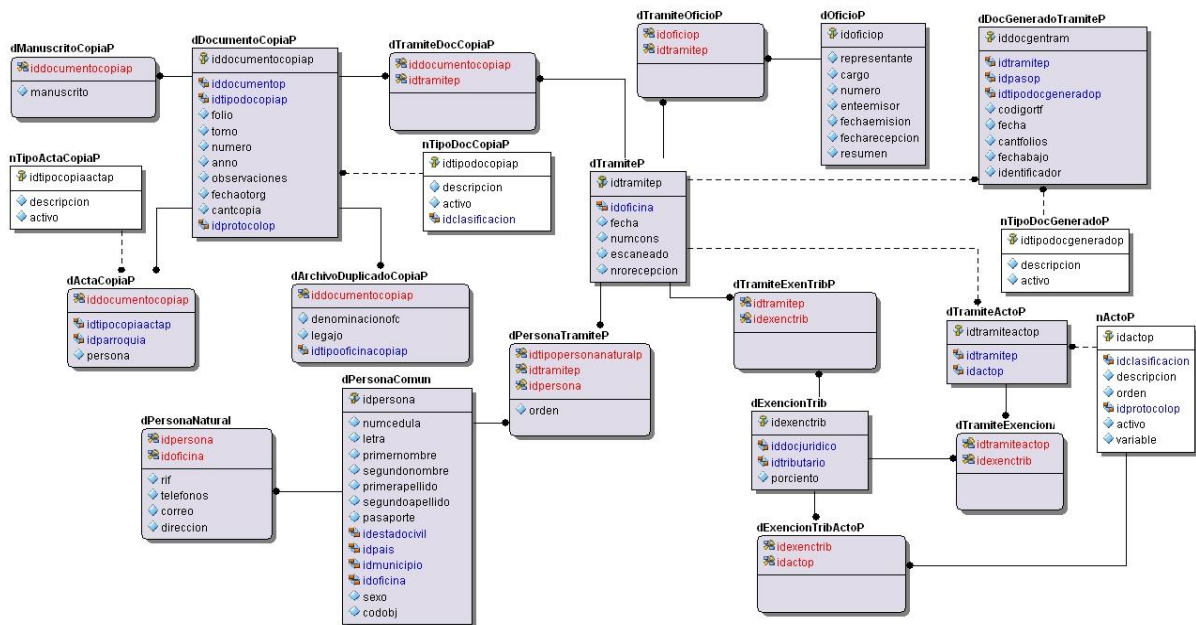 dManuscritoCopiaP
iddocumentocopiap
manuscrito
dDocumentoCopiaP
iddocumentocopiap
iddocumentop
idtipodocopiap
folio
tomo
numero
anno
observaciones
fechaotorg
cantcopia
idprotocolop
dTramiteDocCopiaP
iddocumentocopiap
idtramitep
dTramiteOficioP
idoficiop
idtramitep
dOficioP
idoficiop
representante
cargo
numero
enteemisor
fechaemision
fecharecepcion
resumen
dDocGeneradoTramiteP
iddocgentram
idtramitep
idpasop
idtipodocgeneradop
codigortf
fecha
cantfolios
fechabajo
identificador
nTipoActaCopiaP
idtipocopiaactap
descripcion
activo
nTipoDocCopiaP
idtipodocopiap
descripcion
activo
idclasificacion
dTramiteP
idtramitep
idoficina
fecha
numcons
escaneado
nrorecepcion
nTipoDocGeneradoP
idtipodocgeneradop
descripcion
activo
dActaCopiaP
iddocumentocopiap
idtipocopiaactap
idparroquia
persona
dArchivoDuplicadoCopiaP
iddocumentocopiap
denominacionofc
legajo
idtipooficinacopiap
dTramiteExenTribP
idtramitep
idexenctrib
dTramiteActoP
idtramiteactop
idtramitep
idactop
nActoP
idactop
idclasificacion
descripcion
orden
idprotocolop
activo
variable
dPersonaTramiteP
idtipopersonanaturalp
idtramitep
idpersona
orden
dPersonaComun
idpersona
numcedula
letra
primernombre
segundonombre
primerapellido
segundoapellido
pasaporte
idestadocivil
idpais
idmunicipio
idoficina
sexo
codobj
dPersonaNatural
idpersona
idoficina
rif
telefonos
correo
direccion
dExencionTrib
idexenctrib
iddocjuridico
idtributario
porciento
dTramiteExencion
idtramiteactop
idexenctrib
dExencionTribActoP
idexenctrib
idactop